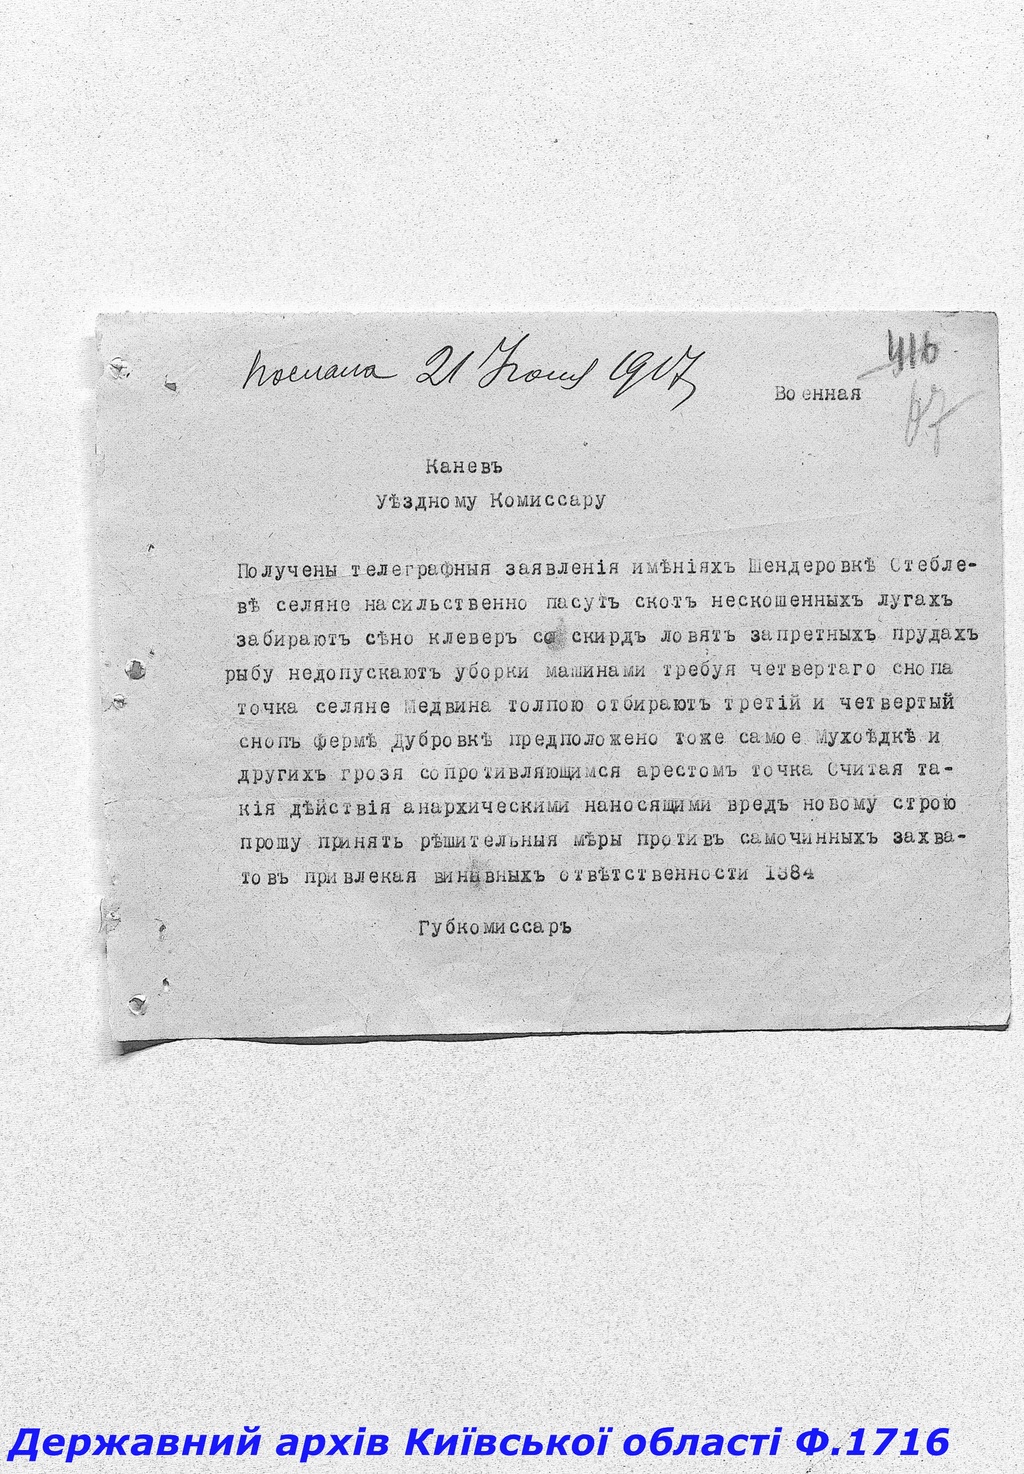 Послана 21 Июня 1917
416
Военная
67
Каневъ
Уѣздному Комиссару
Получены телеграфныя заявленія имѣніяхъ Шендеровкѣ Стебле-
вѣ селяне насильственно пасутъ скотъ нескошенныхъ лугахъ
забираютъ сѣно клеверъ со скирдъ ловятъ запретныхъ прудахъ
рыбу недопускаютъ уборки машинами требуя четвертаго снопа
точка селяне Медвина толпою отбираютъ третій и четвертый
снопъ фермѣ Дубровкѣ предположено тоже самое Мухоѣдкѣ и
другихъ грозя сопротивляющимся арестомъ точка Считая та-
кія дѣйствія анархическими наносящими вредъ новому строю
прошу принять рѣшительныя мѣры противъ самочинныхъ захва-
товъ привлекая виновныхъ отвѣтственности 1384
Губкомиссаръ
Державний архів Київської області Ф.1716